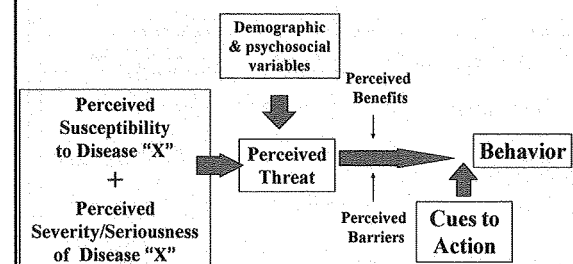 Demographic
& psychosocial
variables
Perceived
Susceptibility
to Disease “X”
+
Perceived
Severity/Seriousness
of Disease “X”
Perceived
Threat
Perceived
Benefits
Perceived
Barriers
Behavior
Cues to
Action